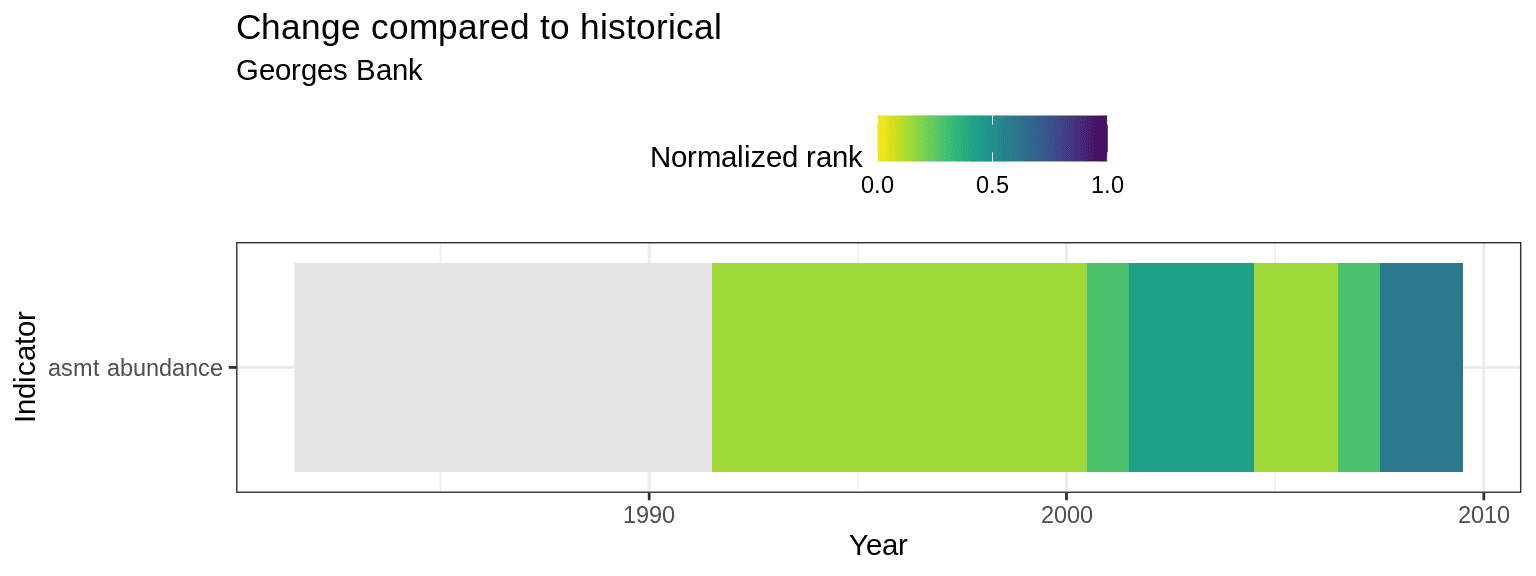 Change compared to historical
Georges Bank
Normalized rank
0.0 0.5 1.0
Indicator
asmt abundance
1990 2000 2010
Year